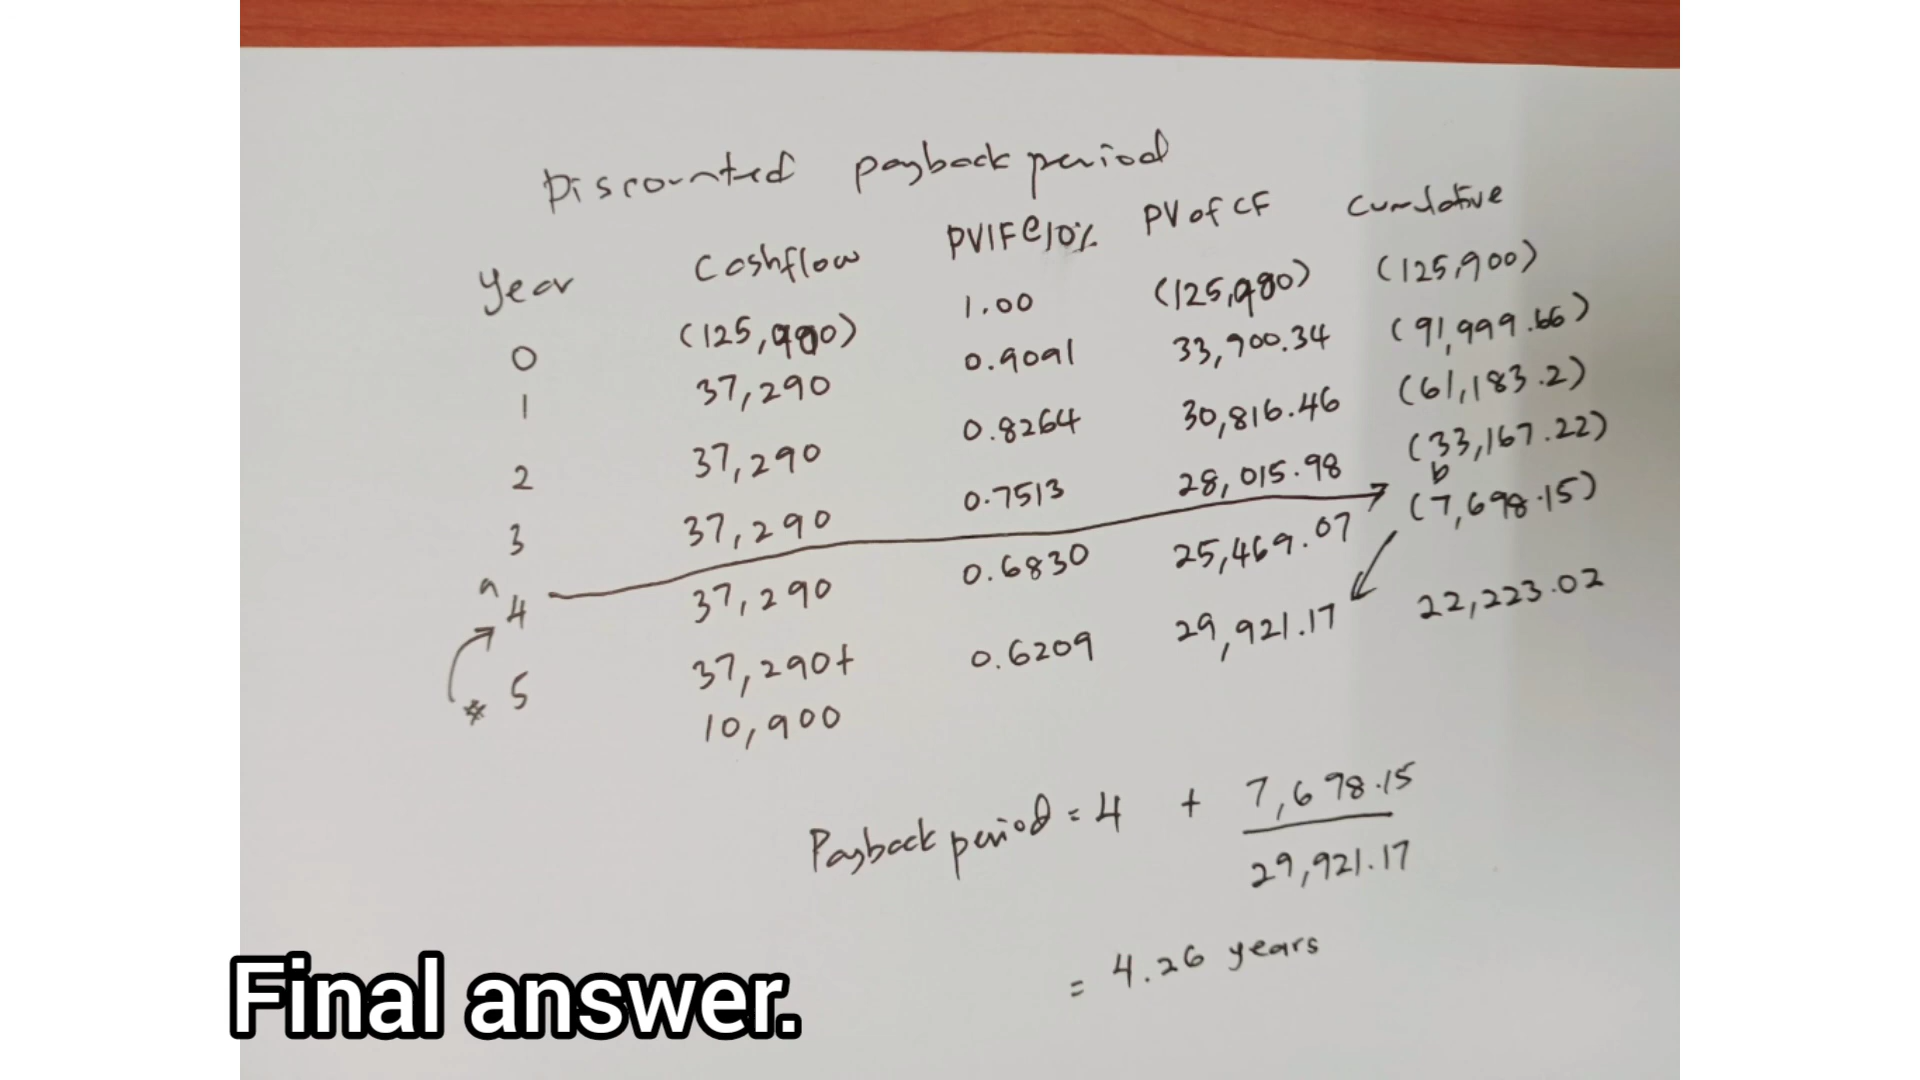 Discounted payback period
Year Cashflow PVIF@10% PV of CF Cumulative
0 (125,900) 1.00 (125,900) (125,900)
1 37,290 0.9091 33,900.34 (91,999.66)
2 37,290 0.8264 30,816.46 (61,183.2)
3 37,290 0.7513 28,015.98 (33,167.22)
a b
4 37,290 0.6830 25,469.07 (7,698.15)
* 5 37,290+ 0.6209 29,921.17 22,223.02
10,900
Payback period = 4 + 7,698.15
29,921.17
= 4.26 years
Final answer.